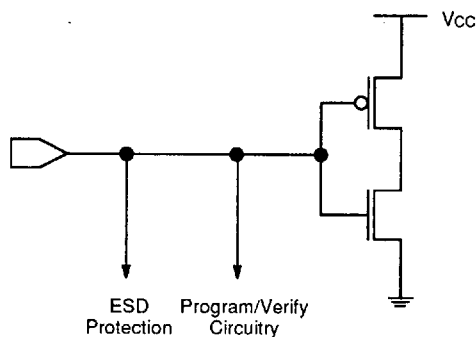 Vcc
ESD
Protection
Program/Verify
Circuitry